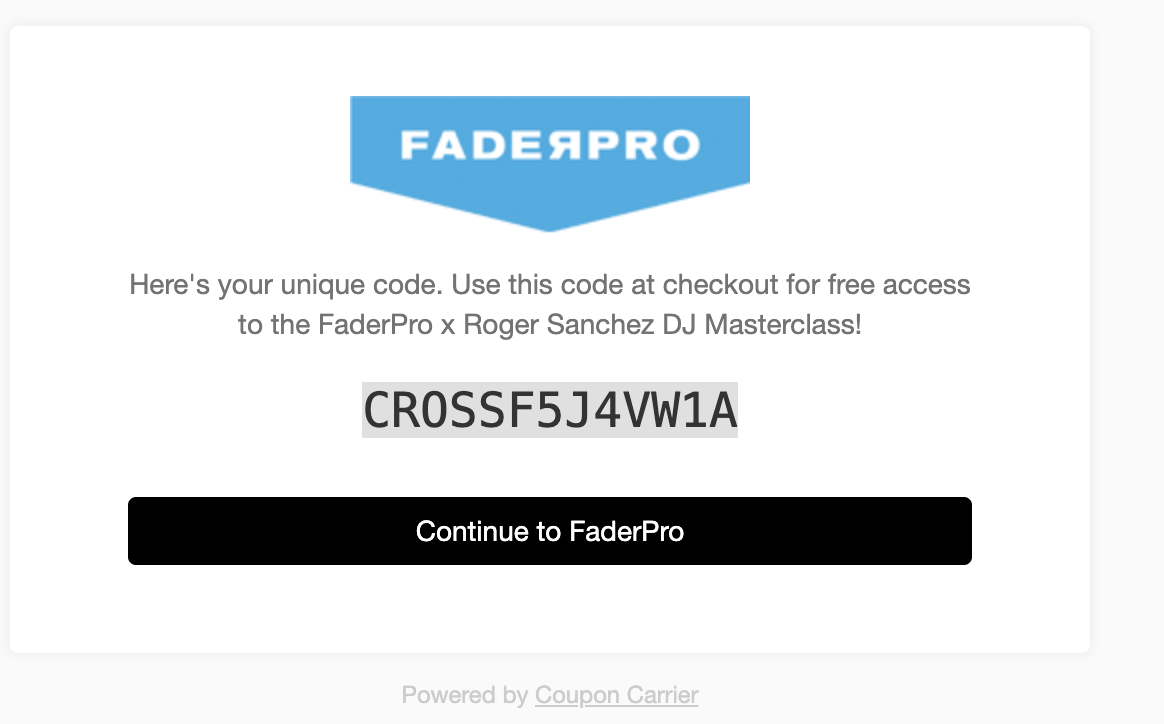 FADEЯPRO
Here's your unique code. Use this code at checkout for free access
to the FaderPro x Roger Sanchez DJ Masterclass!
CROSSF5J4VW1A
Continue to FaderPro
Powered by Coupon Carrier